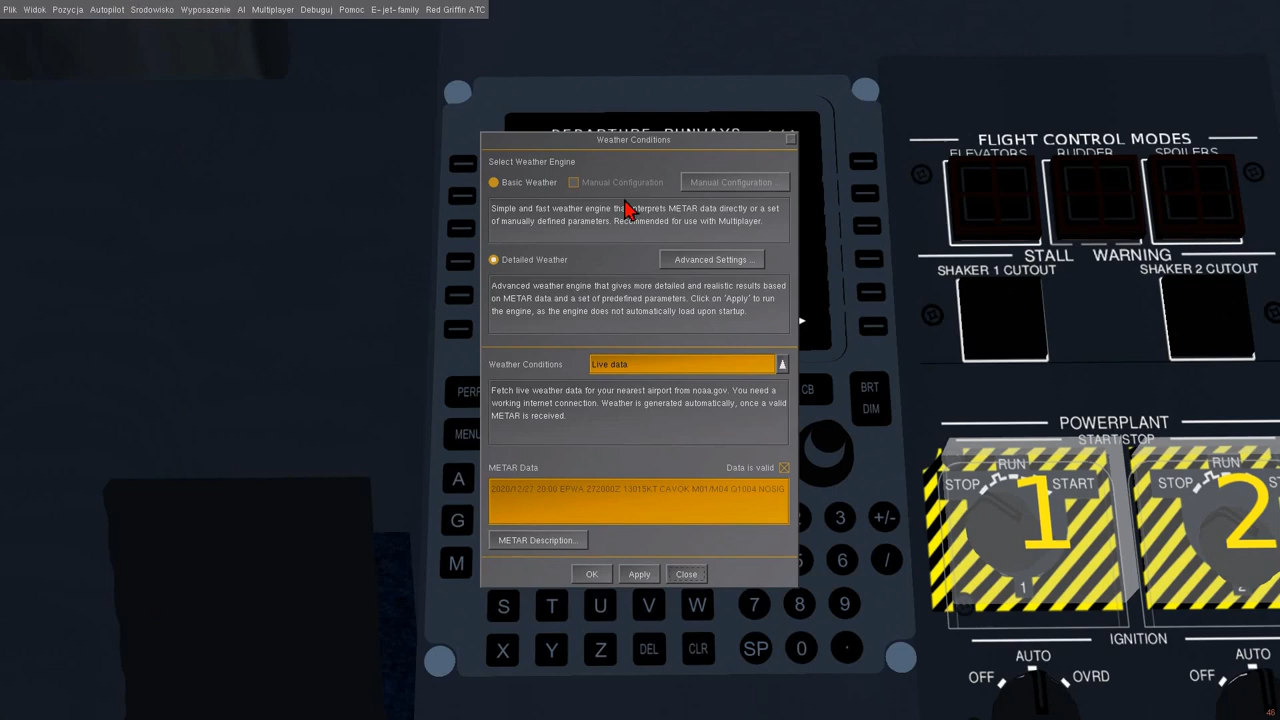 Plik Widok Pozycja Autopilot Srodowisko Wyposazenie AI Multiplayer Debuguj Pomoc E-jet-family Red Griffin ATC
Weather Conditions
Select Weather Engine
Basic Weather Manual Configuration Manual Configuration ...
Simple and fast weather engine that interprets METAR data directly or a set
of manually defined parameters. Recommended for use with Multiplayer.
Detailed Weather Advanced Settings ...
Advanced weather engine that gives more detailed and realistic results based
on METAR data and a set of predefined parameters. Click on 'Apply' to run
the engine, as the engine does not automatically load upon startup.
Weather Conditions Live data
Fetch live weather data for your nearest airport from noaa.gov. You need a
working internet connection. Weather is generated automatically, once a valid
METAR is received.
METAR Data Data is valid
2020/12/27 20:00 EPWA 272000Z 13015KT CAVOK M01/M04 Q1004 NOSIG
METAR Description...
OK Apply Close
DEPARTURE RUNWAYS
PERF
MENU
CB
BRT
DIM
A
G
M
3 +/-
6 /
S T U V W 7 8 9
X Y Z DEL CLR SP 0 .
FLIGHT CONTROL MODES
ELEVATORS RUDDER SPOILERS
STALL WARNING
SHAKER 1 CUTOUT SHAKER 2 CUTOUT
POWERPLANT
START/STOP
RUN RUN
STOP START STOP
1 2
1
IGNITION
AUTO AUTO
OFF OVRD OFF
46